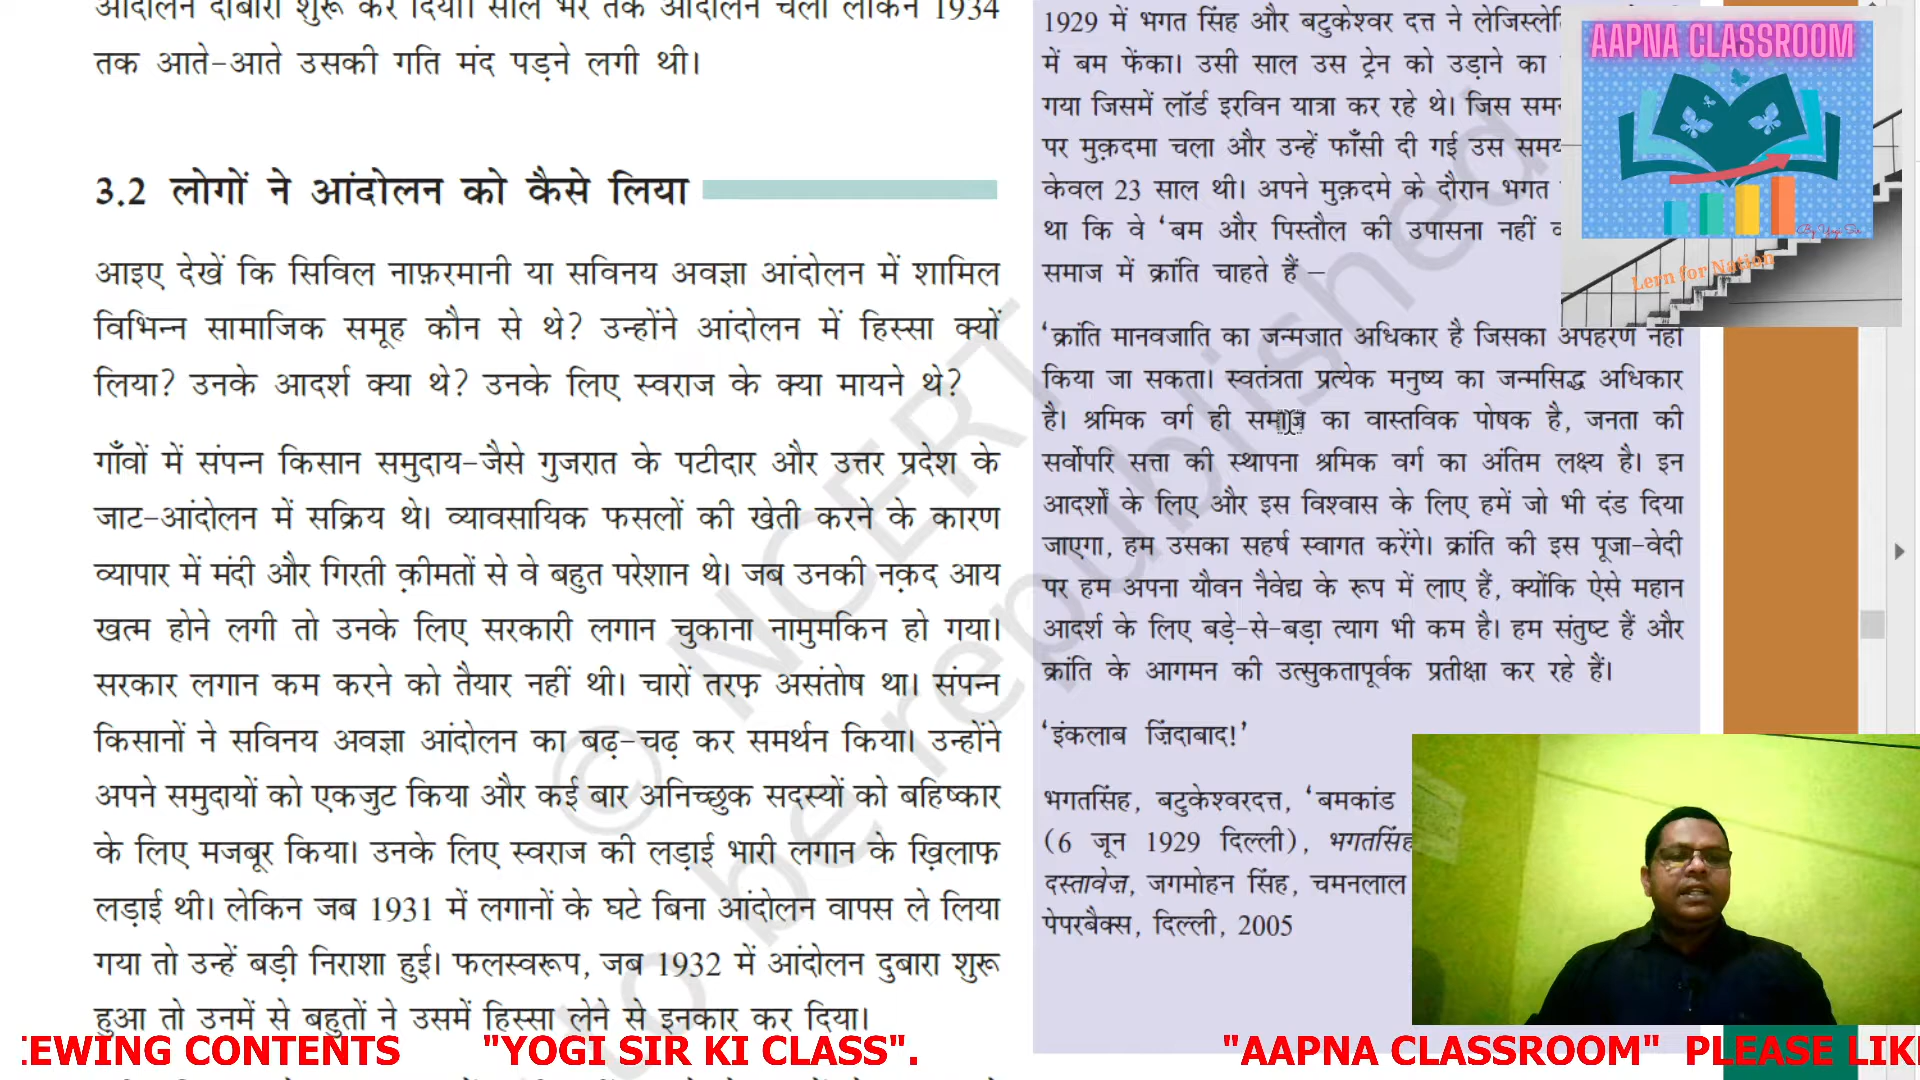 आंदोलन दोबारा शुरू कर दिया। साल भर तक आंदोलन चला लेकिन 1934
तक आते-आते उसकी गति मंद पड़ने लगी थी।
3.2 लोगों ने आंदोलन को कैसे लिया
आइए देखें कि सिविल नाफ़रमानी या सविनय अवज्ञा आंदोलन में शामिल
विभिन्न सामाजिक समूह कौन से थे? उन्होंने आंदोलन में हिस्सा क्यों
लिया? उनके आदर्श क्या थे? उनके लिए स्वराज के क्या मायने थे?
गाँवों में संपन्न किसान समुदाय-जैसे गुजरात के पटीदार और उत्तर प्रदेश के
जाट-आंदोलन में सक्रिय थे। व्यावसायिक फसलों की खेती करने के कारण
व्यापार में मंदी और गिरती क़ीमतों से वे बहुत परेशान थे। जब उनकी नक़द आय
खत्म होने लगी तो उनके लिए सरकारी लगान चुकाना नामुमकिन हो गया।
सरकार लगान कम करने को तैयार नहीं थी। चारों तरफ़ असंतोष था। संपन्न
किसानों ने सविनय अवज्ञा आंदोलन का बढ़-चढ़ कर समर्थन किया। उन्होंने
अपने समुदायों को एकजुट किया और कई बार अनिच्छुक सदस्यों को बहिष्कार
के लिए मजबूर किया। उनके लिए स्वराज की लड़ाई भारी लगान के ख़िलाफ़
लड़ाई थी। लेकिन जब 1931 में लगानों के घटे बिना आंदोलन वापस ले लिया
गया तो उन्हें बड़ी निराशा हुई। फलस्वरूप, जब 1932 में आंदोलन दुबारा शुरू
हुआ तो उनमें से बहुतों ने उसमें हिस्सा लेने से इनकार कर दिया।
1929 में भगत सिंह और बटुकेश्वर दत्त ने
में बम फेंका। उसी साल उस ट्रेन को उड़ाने का
गया जिसमें लॉर्ड इरविन यात्रा कर रहे थे। जिस
पर मुक़दमा चला और उन्हें फाँसी दी गई उस
केवल 23 साल थी। अपने मुक़दमे के दौरान भगत
था कि वे ‘बम और पिस्तौल की उपासना नहीं
समाज में क्रांति चाहते हैं –
‘क्रांति मानवजाति का जन्मजात अधिकार है जिसका अपहरण नहीं
किया जा सकता। स्वतंत्रता प्रत्येक मनुष्य का जन्मसिद्ध अधिकार
है। श्रमिक वर्ग ही समाज का वास्तविक पोषक है, जनता की
सर्वोपरि सत्ता की स्थापना श्रमिक वर्ग का अंतिम लक्ष्य है। इन
आदर्शों के लिए और इस विश्वास के लिए हमें जो भी दंड दिया
जाएगा, हम उसका सहर्ष स्वागत करेंगे। क्रांति की इस पूजा-वेदी
पर हम अपना यौवन नैवेद्य के रूप में लाए हैं, क्योंकि ऐसे महान
आदर्श के लिए बड़े-से-बड़ा त्याग भी कम है। हम संतुष्ट हैं और
क्रांति के आगमन की उत्सुकतापूर्वक प्रतीक्षा कर रहे हैं।
‘इंकलाब ज़िंदाबाद!’
भगतसिंह, बटुकेश्वरदत्त, ‘बमकांड
(6 जून 1929 दिल्ली), भगतसिंह
दस्तावेज़, जगमोहन सिंह, चमनलाल
पेपरबैक्स, दिल्ली, 2005
© NCERT
to be republished
AAPNA CLASSROOM
By Yogi Sir
Lern for Nation
EWING CONTENTS "YOGI SIR KI CLASS". "AAPNA CLASSROOM" PLEASE LIK